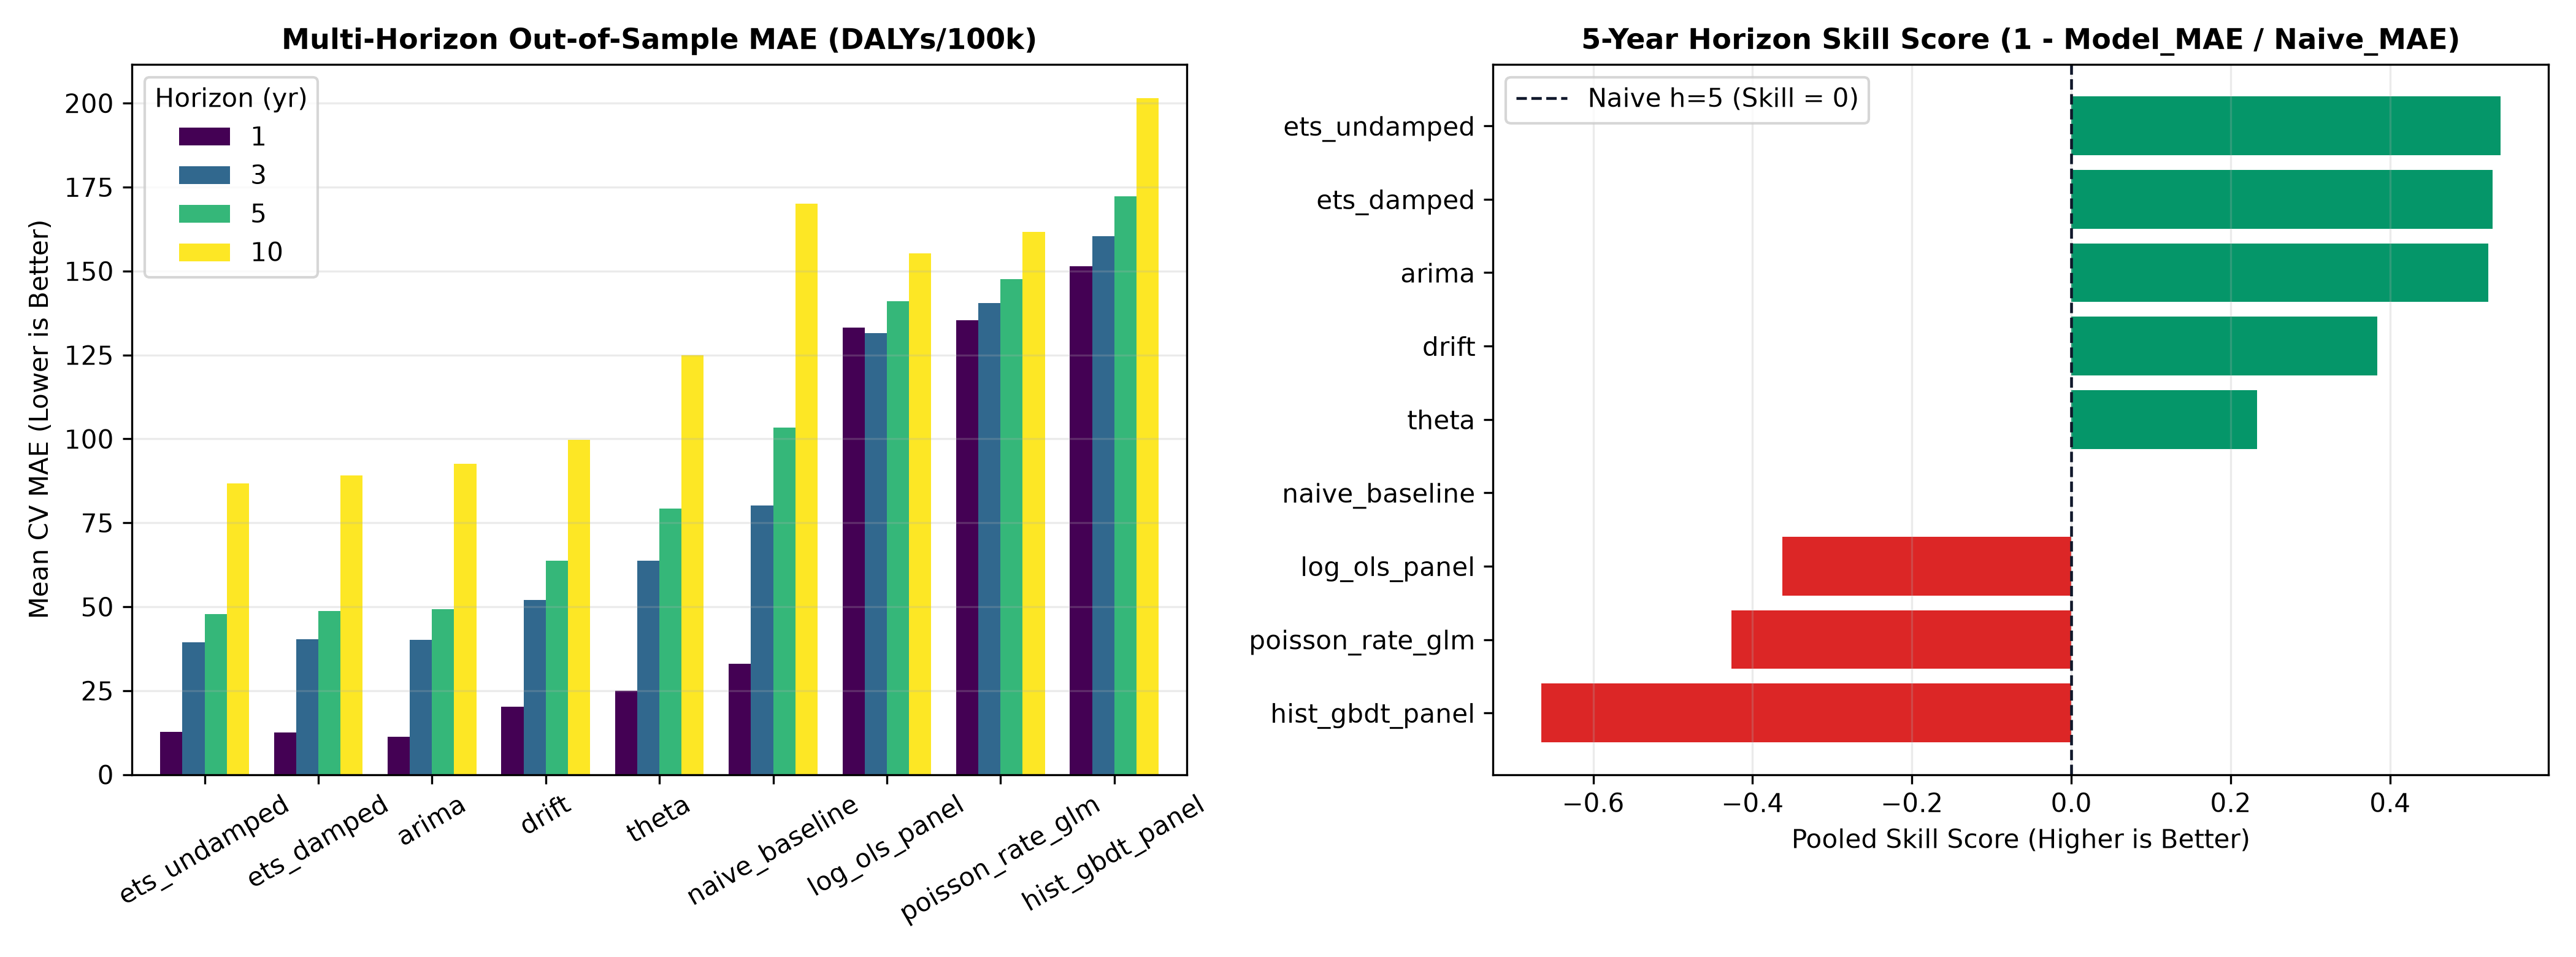 Multi-Horizon Out-of-Sample MAE (DALYs/100k)
Mean CV MAE (Lower is Better)
200
175
150
125
100
75
50
25
0
Horizon (yr)
1
3
5
10
ets_undamped
ets_damped
arima
drift
theta
naive_baseline
log_ols_panel
poisson_rate_glm
hist_gbdt_panel
5-Year Horizon Skill Score (1 - Model_MAE / Naive_MAE)
Naive h=5 (Skill = 0)
ets_undamped
ets_damped
arima
drift
theta
naive_baseline
log_ols_panel
poisson_rate_glm
hist_gbdt_panel
−0.6
−0.4
−0.2
0.0
0.2
0.4
Pooled Skill Score (Higher is Better)